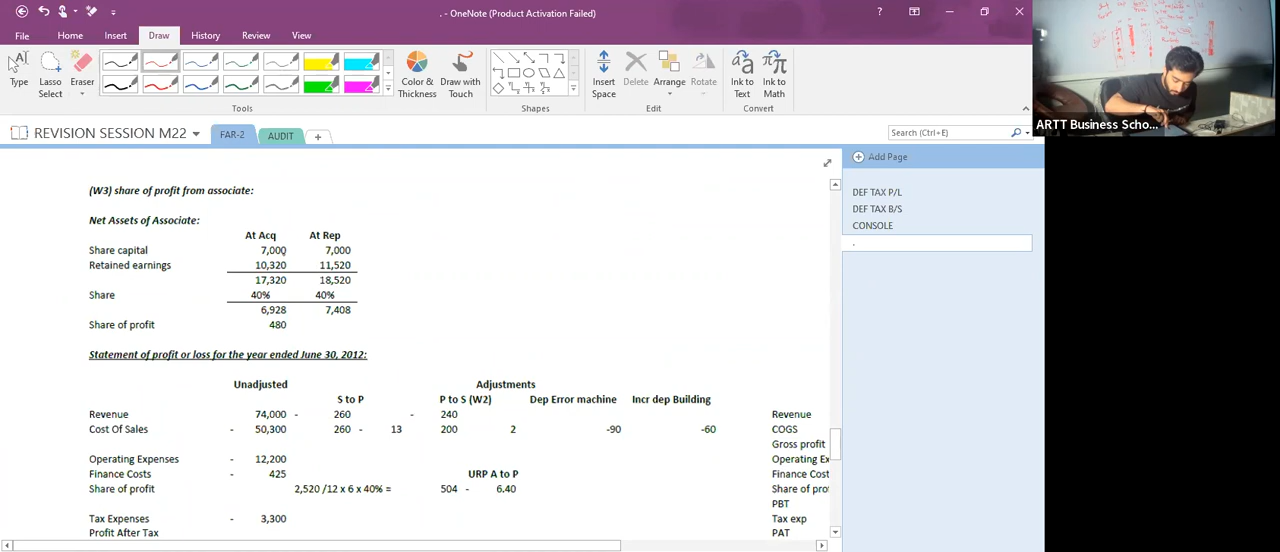 . - OneNote (Product Activation Failed)
File Home Insert Draw History Review View
Type Lasso Select Eraser Color & Thickness Draw with Touch Insert Space Delete Arrange Rotate Ink to Text Ink to Math
Tools Shapes Edit Convert
ARTT Business Scho...
REVISION SESSION M22 FAR-2 AUDIT Search (Ctrl+E)
Add Page
DEF TAX P/L
DEF TAX B/S
CONSOLE
.
(W3) share of profit from associate:
Net Assets of Associate:
At Acq At Rep
Share capital 7,000 7,000
Retained earnings 10,320 11,520
17,320 18,520
Share 40% 40%
6,928 7,408
Share of profit 480
Statement of profit or loss for the year ended June 30, 2012:
Unadjusted Adjustments
S to P P to S (W2) Dep Error machine Incr dep Building
Revenue 74,000 - 260 - 240 Revenue
Cost Of Sales - 50,300 260 - 13 200 2 -90 -60 COGS
Gross profit
Operating Expenses - 12,200 Operating Ex
Finance Costs - 425 URP A to P Finance Cost
Share of profit 2,520 /12 x 6 x 40% = 504 - 6.40 Share of prof
PBT
Tax Expenses - 3,300 Tax exp
Profit After Tax PAT